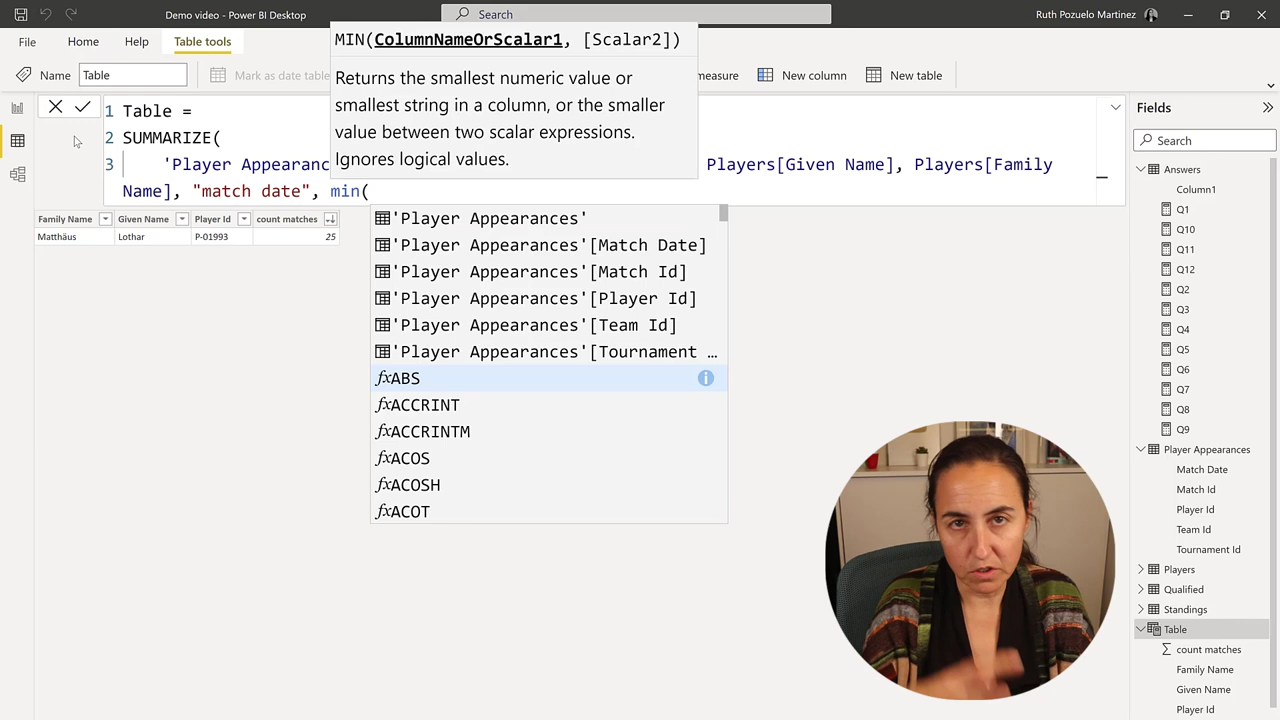 Demo video - Power BI Desktop
Search
Ruth Pozuelo Martinez
File
Home
Help
Table tools
Name
Table
Mark as date table
measure
New column
New table
MIN(ColumnNameOrScalar1, [Scalar2])
Returns the smallest numeric value or
smallest string in a column, or the smaller
value between two scalar expressions.
Ignores logical values.
1 Table =
2 SUMMARIZE(
3 'Player Appearanc Players[Given Name], Players[Family
Name], "match date", min(
Family Name
Given Name
Player Id
count matches
Matthäus
Lothar
P-01993
25
'Player Appearances'
'Player Appearances'[Match Date]
'Player Appearances'[Match Id]
'Player Appearances'[Player Id]
'Player Appearances'[Team Id]
'Player Appearances'[Tournament …
fxABS
fxACCRINT
fxACCRINTM
fxACOS
fxACOSH
fxACOT
Fields
Search
Answers
Column1
Q1
Q10
Q11
Q12
Q2
Q3
Q4
Q5
Q6
Q7
Q8
Q9
Player Appearances
Match Date
Match Id
Player Id
Team Id
Tournament Id
Players
Qualified
Standings
Table
count matches
Family Name
Given Name
Player Id